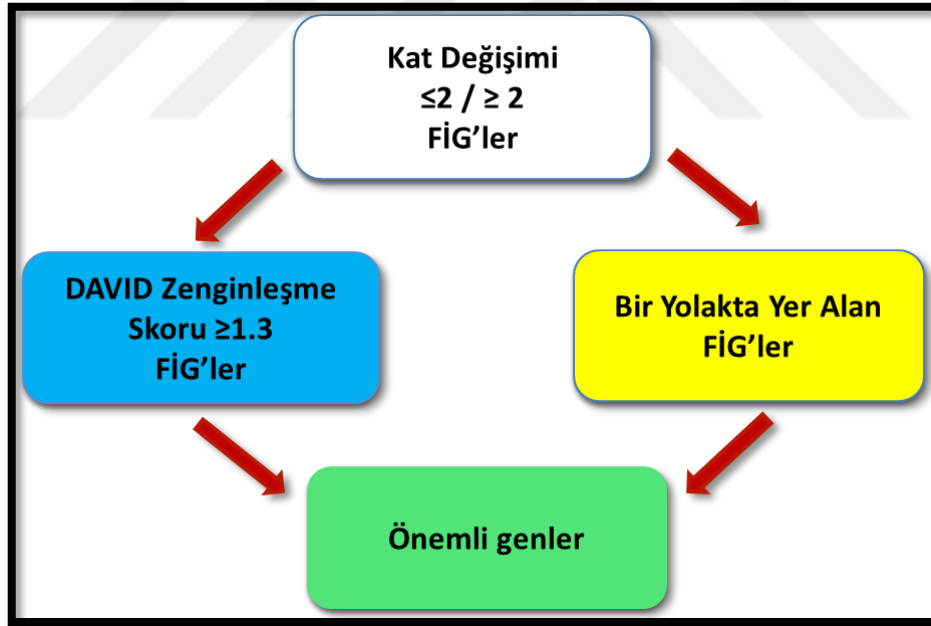 Kat Değişimi
≤2 / ≥ 2
FİG’ler
DAVID Zenginleşme
Skoru ≥1.3
FİG’ler
Bir Yolakta Yer Alan
FİG’ler
Önemli genler